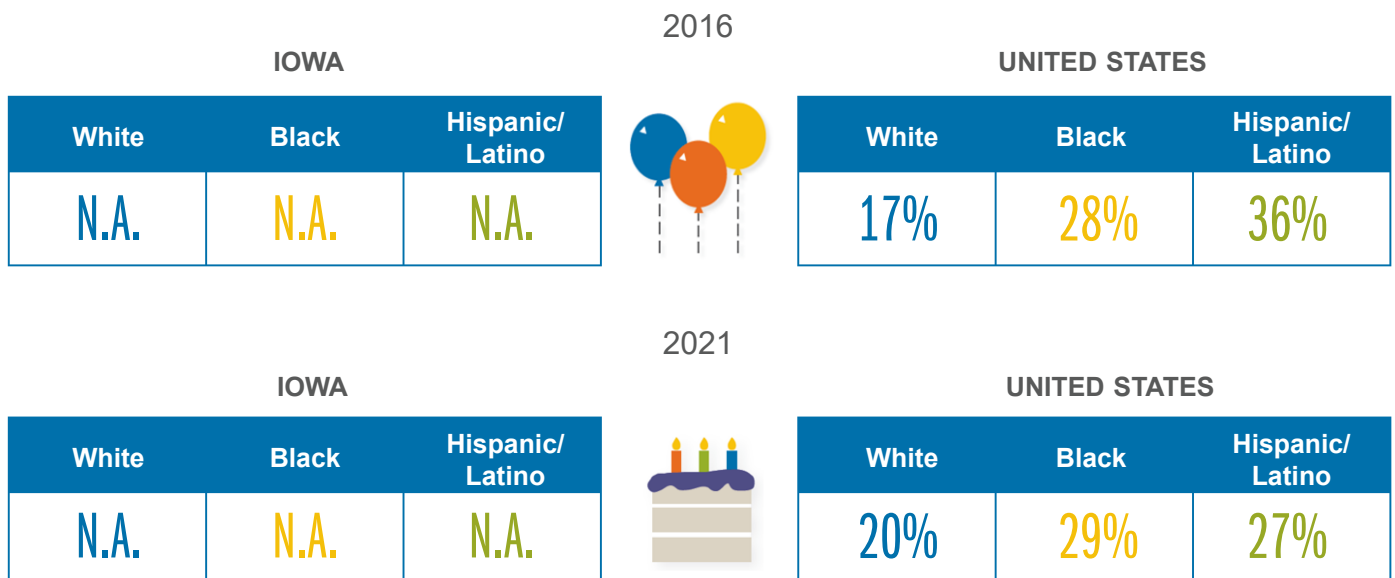 2016
IOWA
White Black Hispanic/
Latino
N.A. N.A. N.A.
UNITED STATES
White Black Hispanic/
Latino
17% 28% 36%
2021
IOWA
White Black Hispanic/
Latino
N.A. N.A. N.A.
UNITED STATES
White Black Hispanic/
Latino
20% 29% 27%